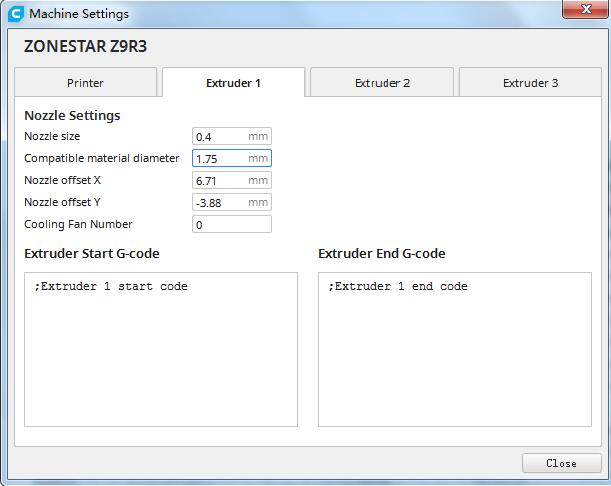 Machine Settings
ZONESTAR Z9R3
Printer Extruder 1 Extruder 2 Extruder 3
Nozzle Settings
Nozzle size 0.4 mm
Compatible material diameter 1.75 mm
Nozzle offset X 6.71 mm
Nozzle offset Y -3.88 mm
Cooling Fan Number 0
Extruder Start G-code Extruder End G-code
;Extruder 1 start code ;Extruder 1 end code
Close